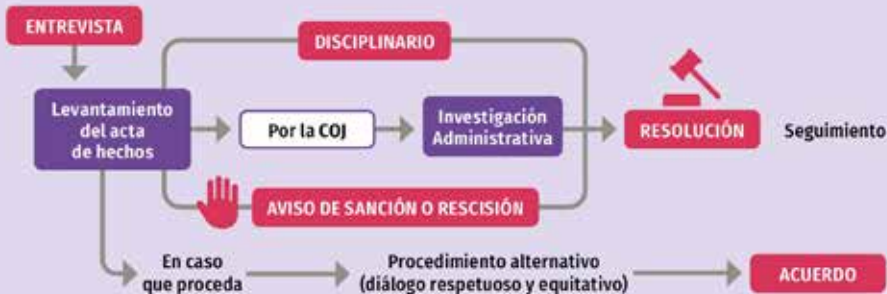 ENTREVISTA
DISCIPLINARIO
Levantamiento
del acta
de hechos
Por la COJ
Investigación
Administrativa
RESOLUCIÓN
Seguimiento
AVISO DE SANCIÓN O RESCISIÓN
En caso
que proceda
Procedimiento alternativo
(diálogo respetuoso y equitativo)
ACUERDO